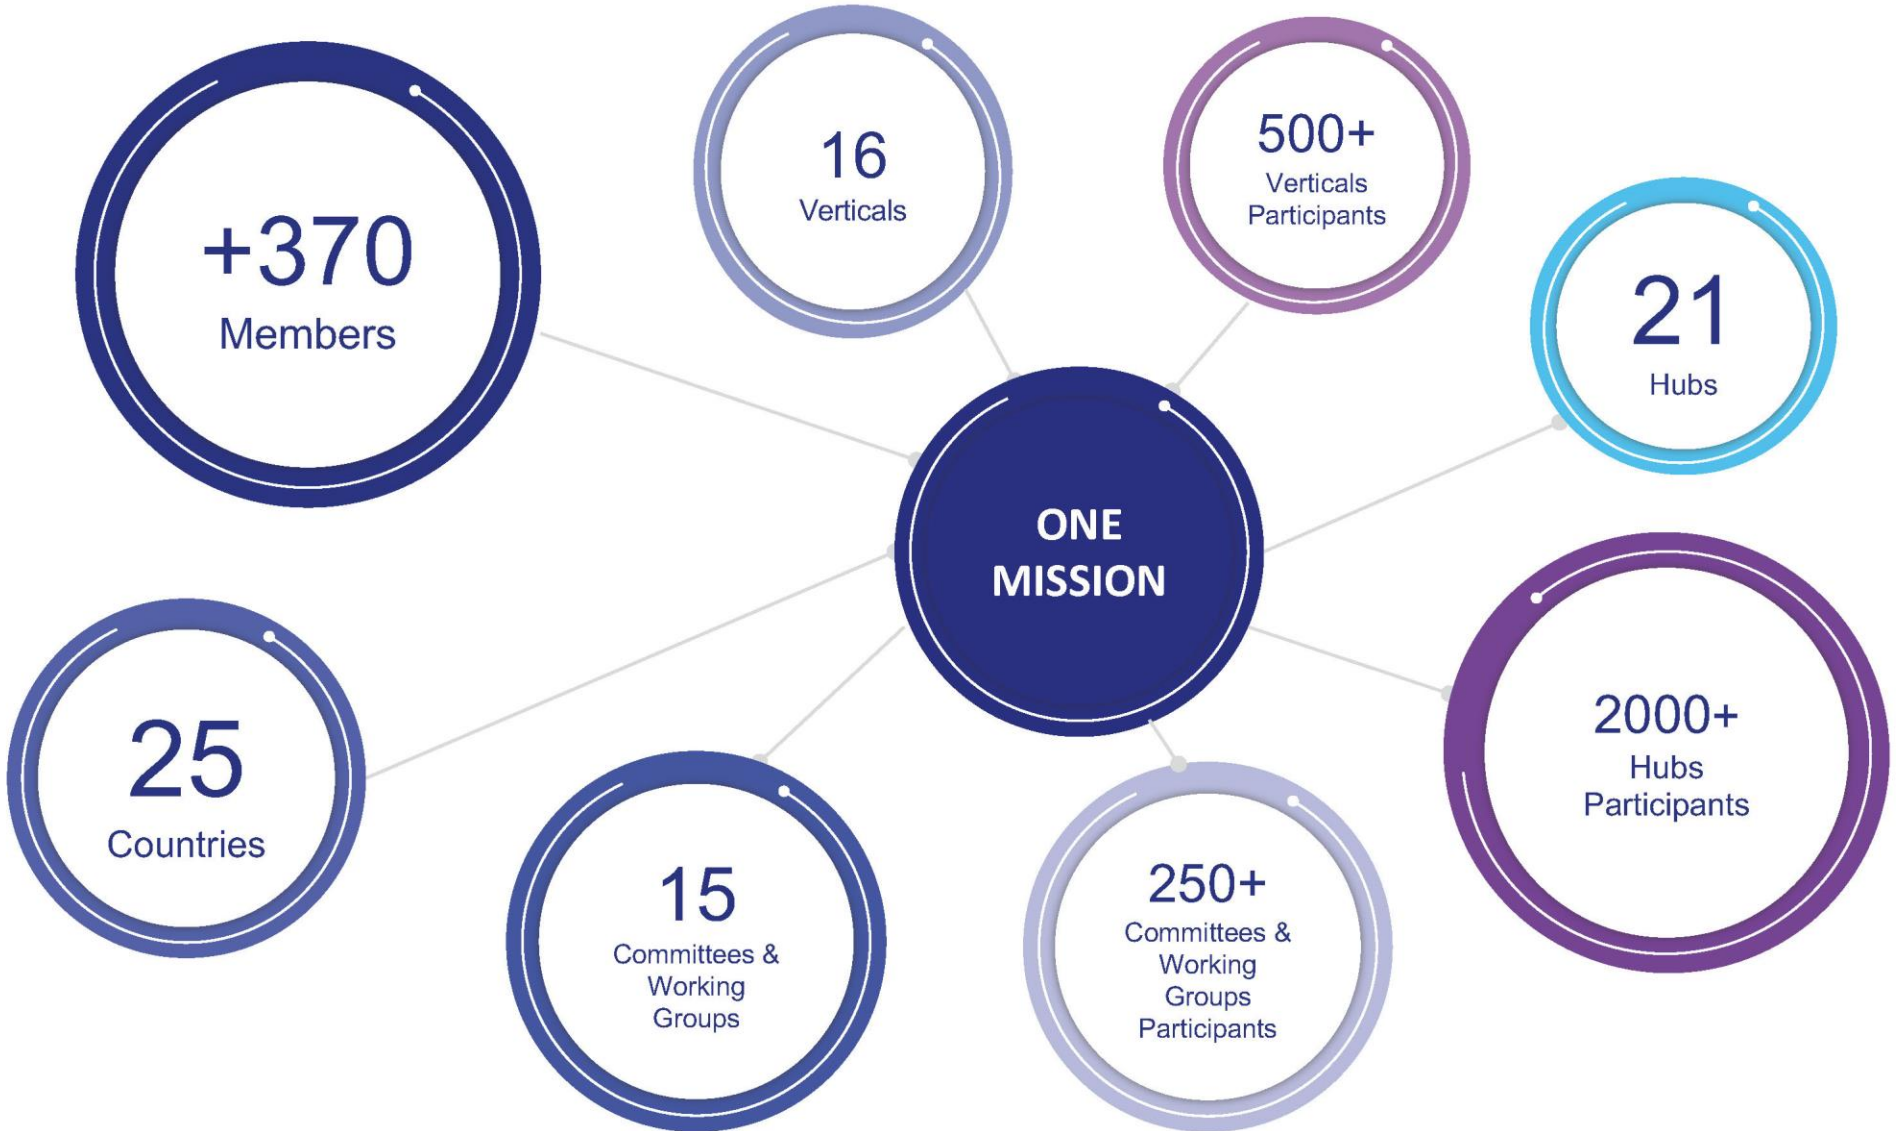 +370
Members
16
Verticals
500+
Verticals
Participants
21
Hubs
ONE
MISSION
25
Countries
15
Committees &
Working
Groups
250+
Committees &
Working
Groups
Participants
2000+
Hubs
Participants